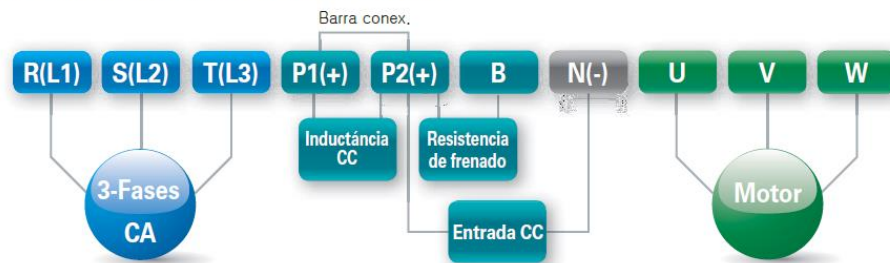 Barra conex.
R(L1) S(L2) T(L3) P1(+) P2(+) B N(-) U V W
Inductáncia
CC
Resistencia
de frenado
3-Fases
CA
Motor
Entrada CC